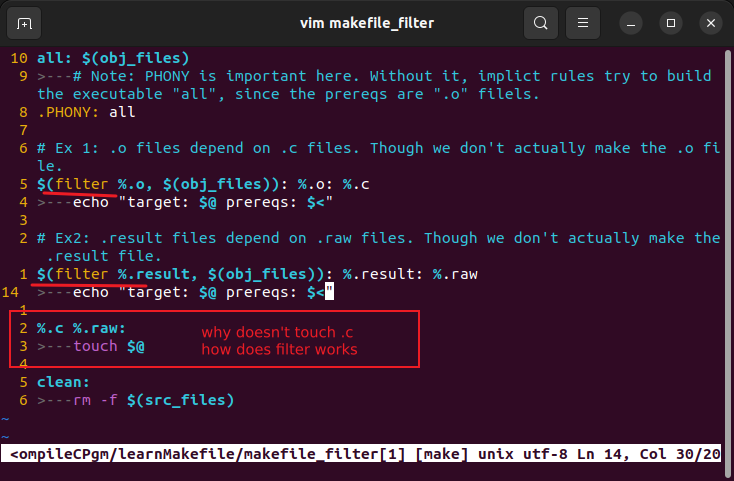 vim makefile_filter
10 all: $(obj_files)
9 >---# Note: PHONY is important here. Without it, implict rules try to build
the executable "all", since the prereqs are ".o" filels.
8 .PHONY: all
7
6 # Ex 1: .o files depend on .c files. Though we don't actually make the .o fi
le.
5 $(filter %.o, $(obj_files)): %.o: %.c
4 >---echo "target: $@ prereqs: $<"
3
2 # Ex2: .result files depend on .raw files. Though we don't actually make the
.result file.
1 $(filter %.result, $(obj_files)): %.result: %.raw
14 >---echo "target: $@ prereqs: $<"
1
2 %.c %.raw:
why doesn't touch .c
3 >---touch $@
how does filter works
4
5 clean:
6 >---rm -f $(src_files)
~
~
<ompileCPgm/learnMakefile/makefile_filter[1] [make] unix utf-8 Ln 14, Col 30/20